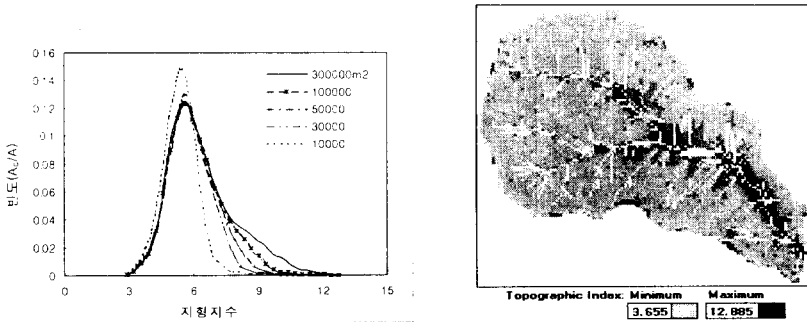 0.16
0.14
0.12
0.1
0.08
0.06
0.04
0.02
0
빈도(Ac/A)
300000m2
100000
50000
30000
10000
0 3 6 9 12 15
지형지수
Topographic Index: Minimum Maximum
3.655 12.885